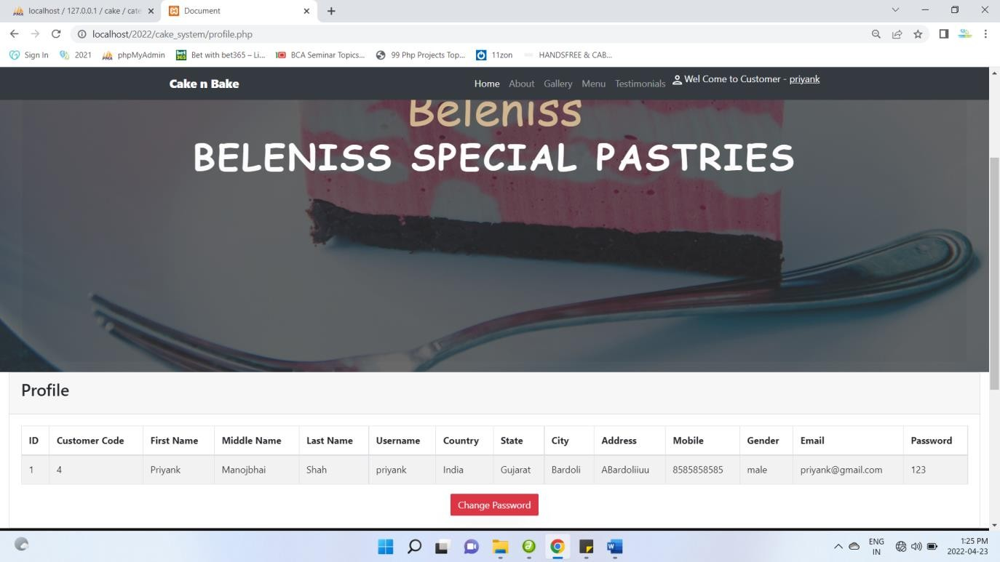 localhost / 127.0.0.1 / cake / cate
Document
localhost/2022/cake_system/profile.php
Sign In 2021 phpMyAdmin Bet with bet365 – Li... BCA Seminar Topics... 99 Php Projects Top... 11zon HANDSFREE & CAB...
Cake n Bake Home About Gallery Menu Testimonials Wel Come to Customer - priyank
Beleniss
BELENISS SPECIAL PASTRIES
Profile
ID Customer Code First Name Middle Name Last Name Username Country State City Address Mobile Gender Email Password
1 4 Priyank Manojbhai Shah priyank India Gujarat Bardoli ABardoliiuu 8585858585 male priyank@gmail.com 123
Change Password
ENG
IN
1:25 PM
2022-04-23